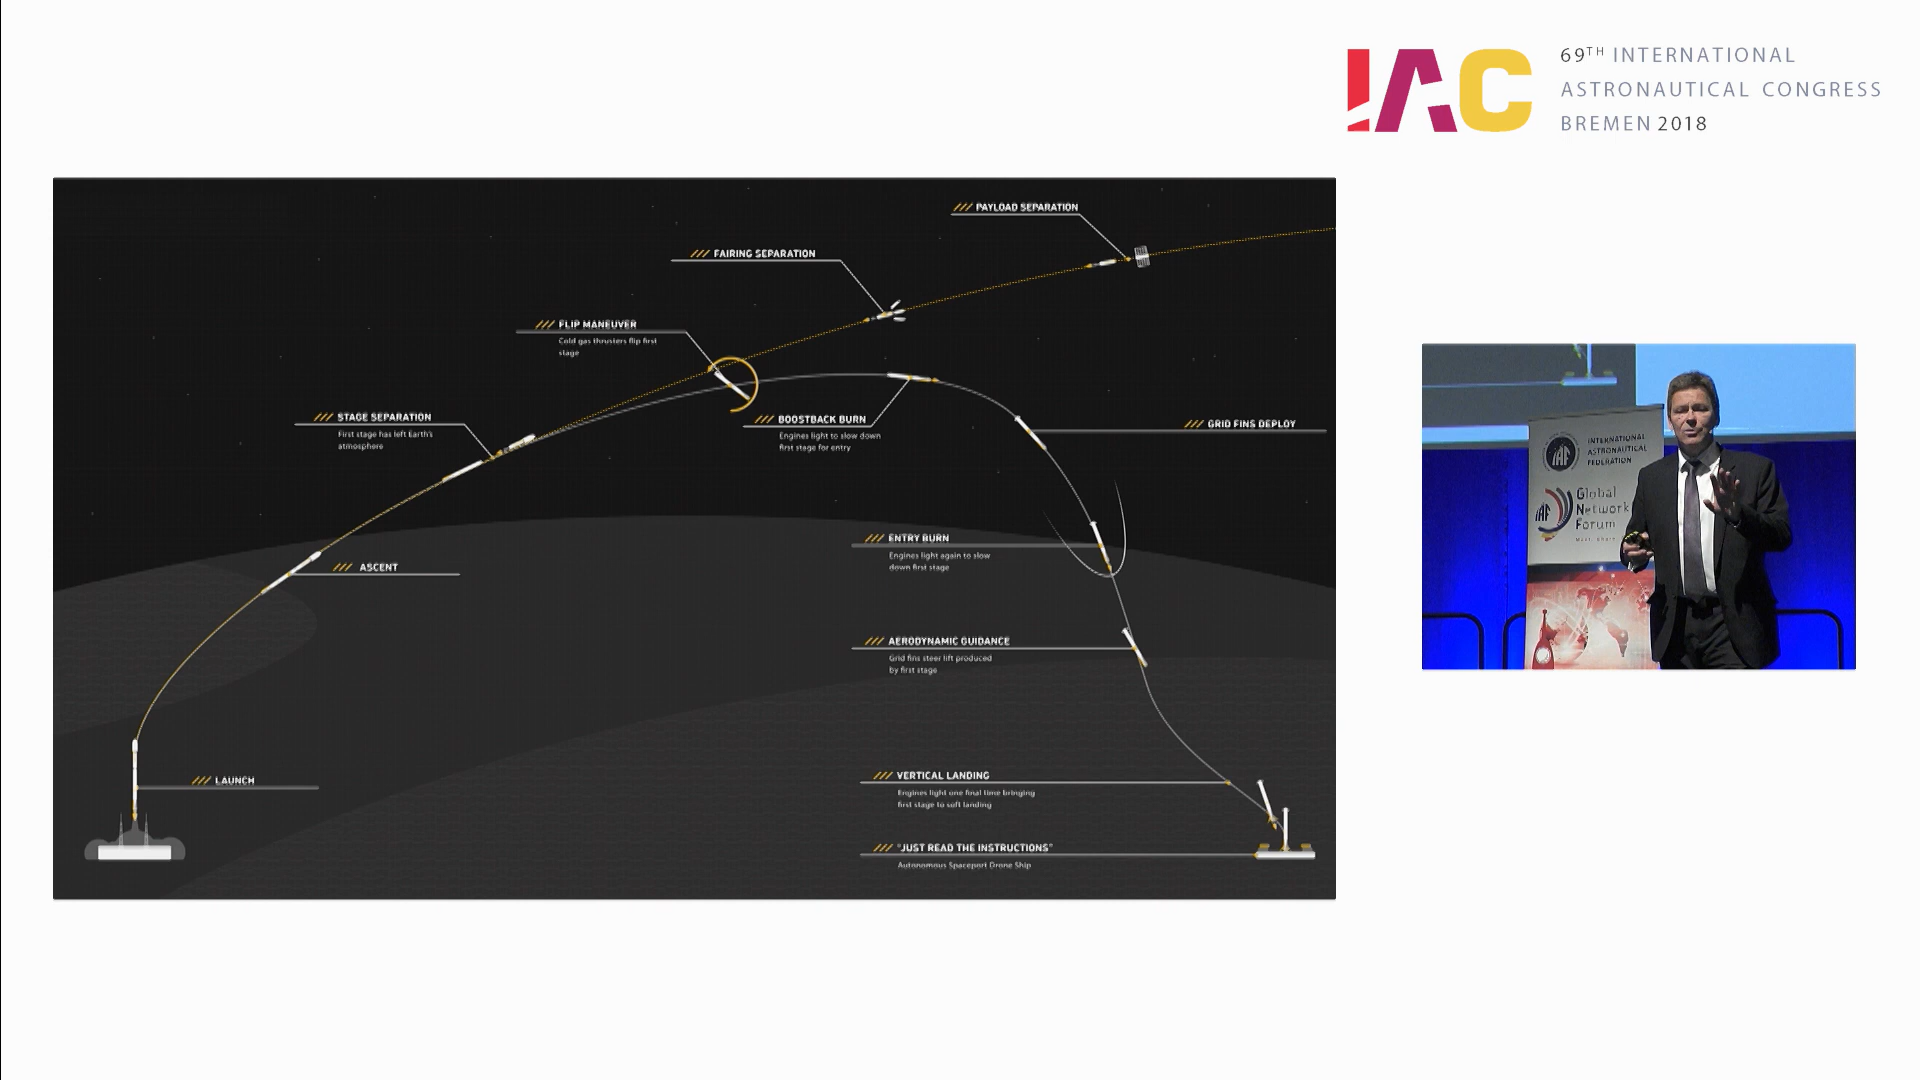 IAC
69TH INTERNATIONAL
ASTRONAUTICAL CONGRESS
BREMEN 2018
/// PAYLOAD SEPARATION
/// FAIRING SEPARATION
/// FLIP MANEUVER
Cold gas thrusters flip first
stage
/// STAGE SEPARATION
First stage has left Earth's
atmosphere
/// BOOSTBACK BURN
Engines light to slow down
first stage for entry
/// GRID FINS DEPLOY
/// ENTRY BURN
Engines light again to slow
down first stage
/// ASCENT
/// AERODYNAMIC GUIDANCE
Grid fins steer lift produced
by first stage
/// LAUNCH
/// VERTICAL LANDING
Engines light one final time bringing
first stage to soft landing
/// "JUST READ THE INSTRUCTIONS"
Autonomous Spaceport Drone Ship
IAF
INTERNATIONAL
ASTRONAUTICAL
FEDERATION
IAF
Global
Network
Forum